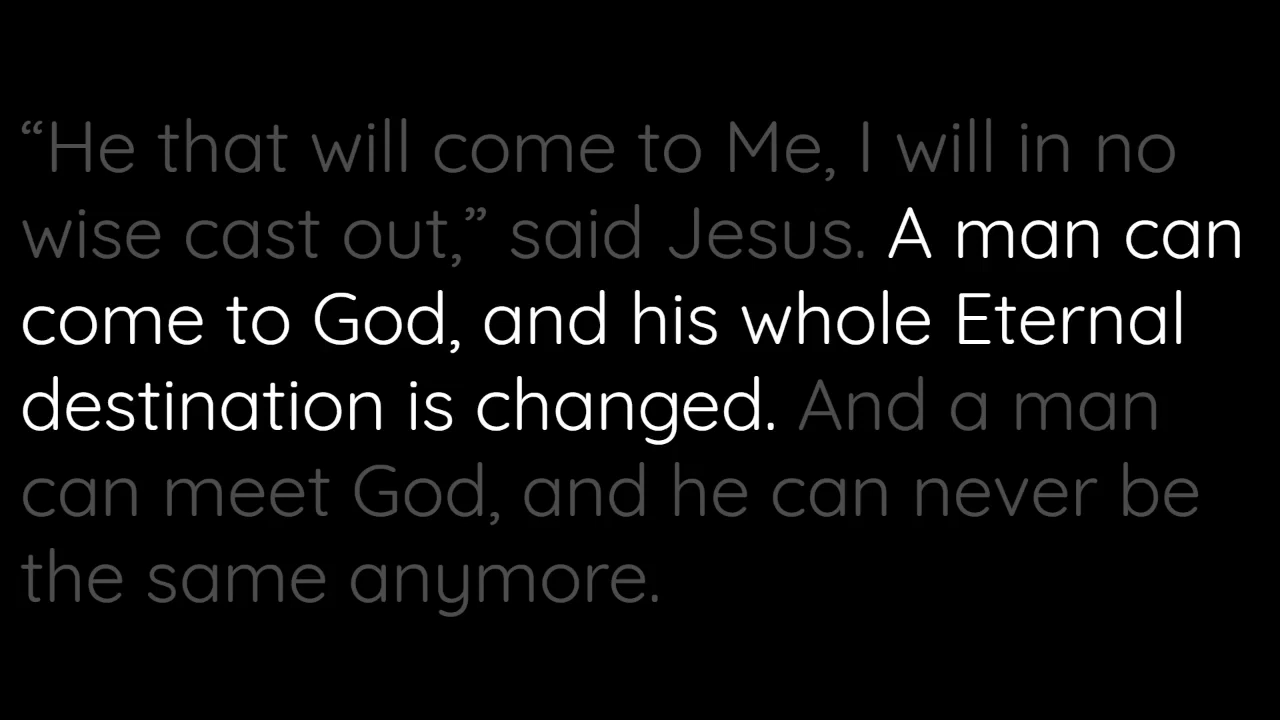 “He that will come to Me, I will in no
wise cast out,” said Jesus. A man can
come to God, and his whole Eternal
destination is changed. And a man
can meet God, and he can never be
the same anymore.